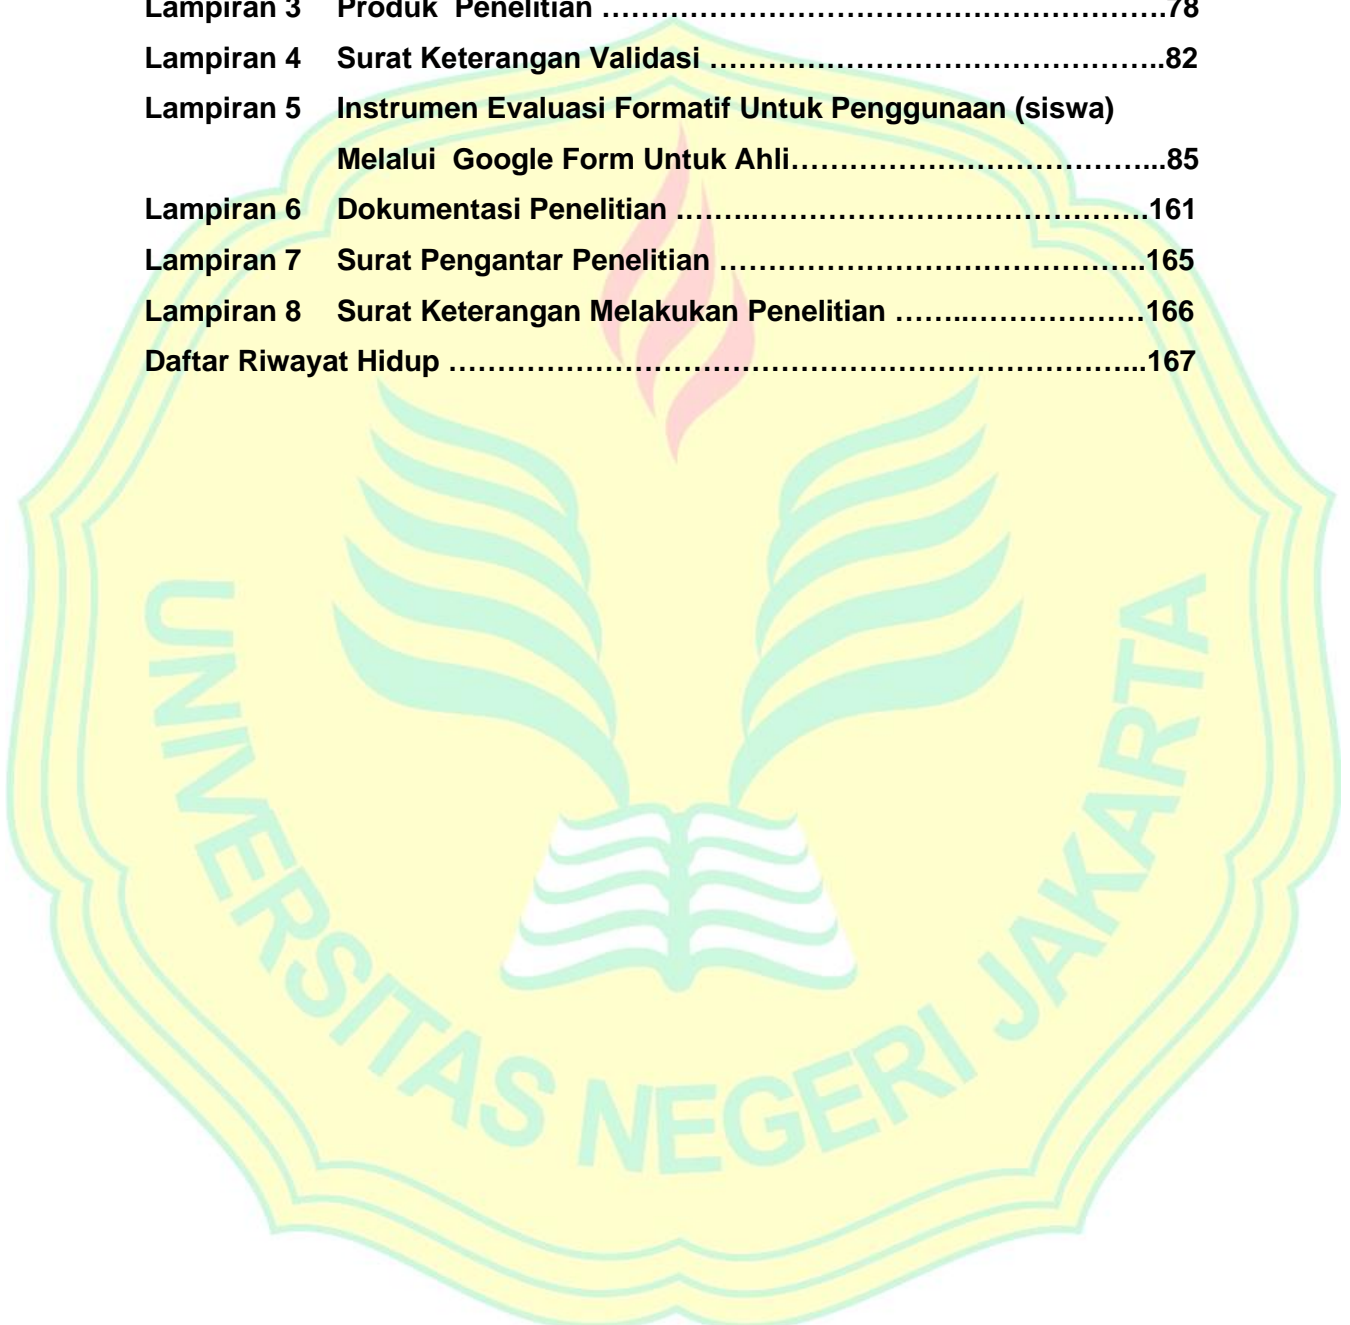 Lampiran 3 Produk Penelitian ……………………………………………….….78
Lampiran 4 Surat Keterangan Validasi ………………………………………..82
Lampiran 5 Instrumen Evaluasi Formatif Untuk Penggunaan (siswa)
Melalui Google Form Untuk Ahli……………………………….…...85
Lampiran 6 Dokumentasi Penelitian ……..……………………………….…….161
Lampiran 7 Surat Pengantar Penelitian ……………………………………..165
Lampiran 8 Surat Keterangan Melakukan Penelitian ……..………………166
Daftar Riwayat Hidup ……………………………………………………………...167
UNIVERSITAS NEGERI JAKARTA